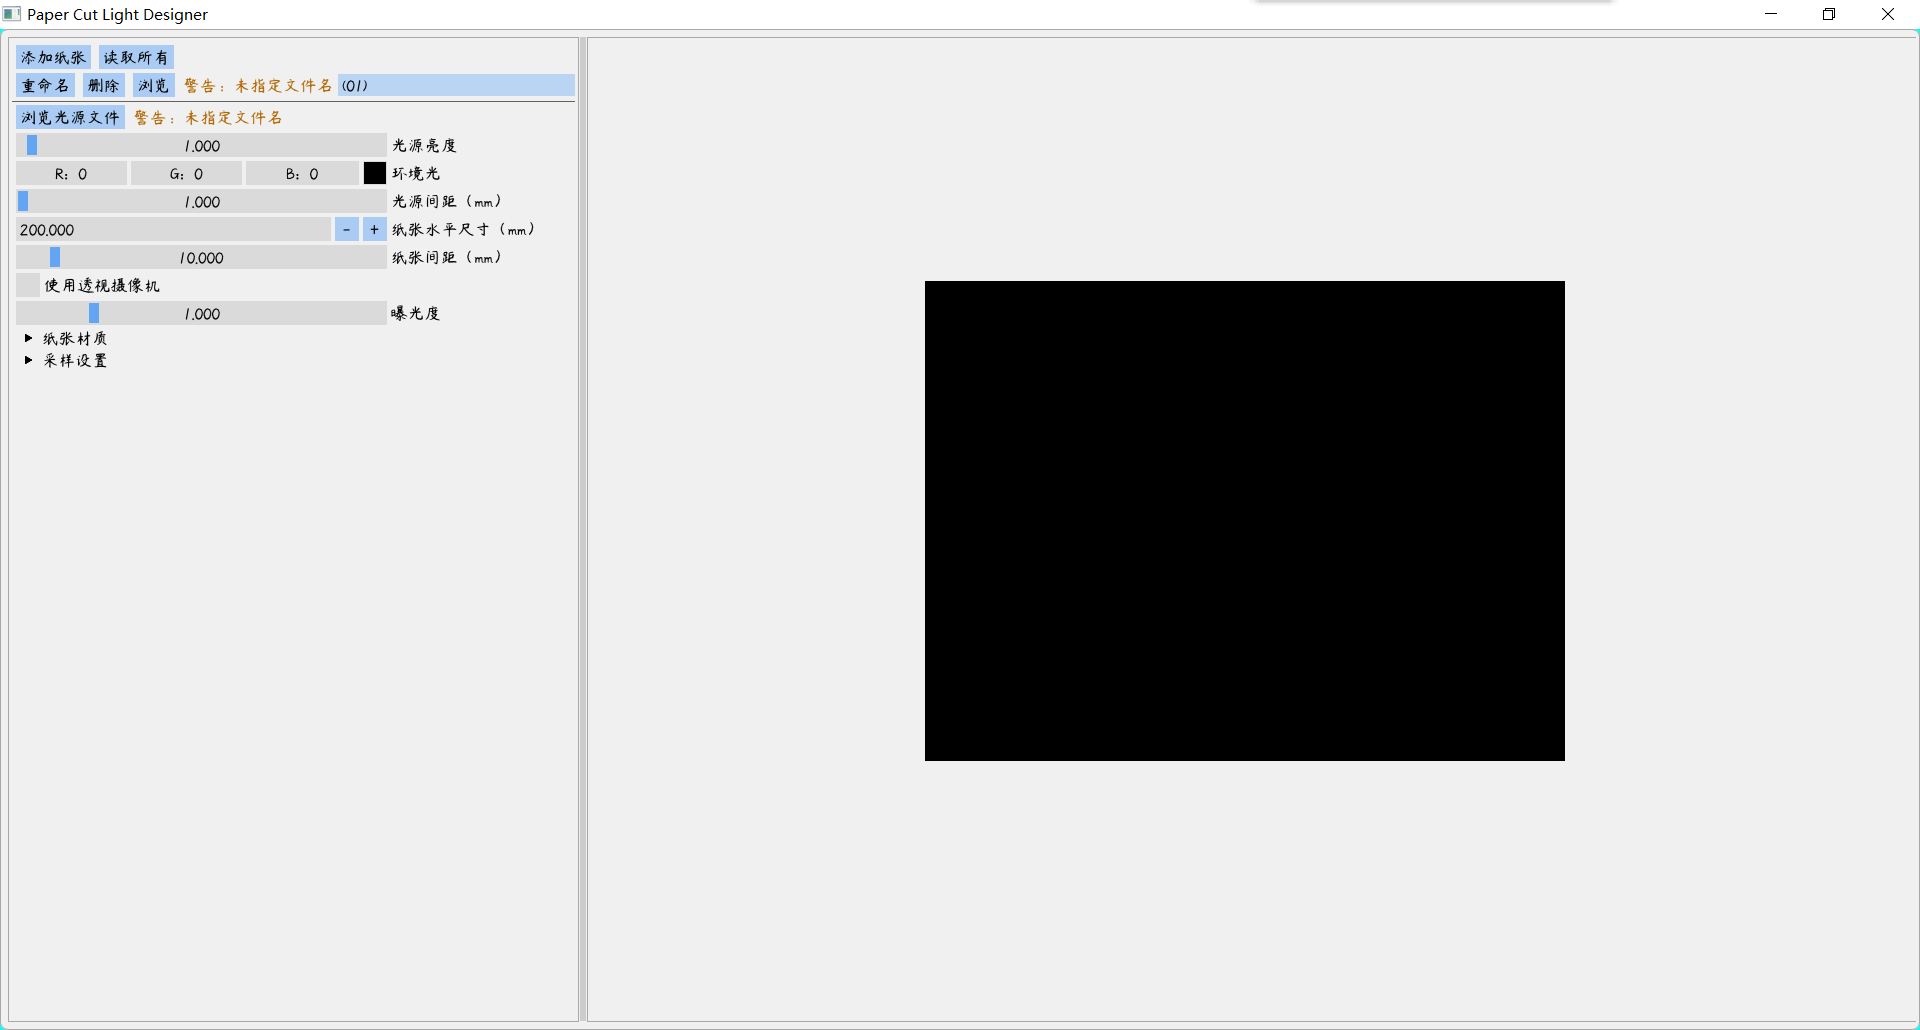 Paper Cut Light Designer
添加纸张 读取所有
重命名 删除 浏览 警告：未指定文件名 (01)
浏览光源文件 警告：未指定文件名
1.000 光源亮度
R: 0 G: 0 B: 0 环境光
1.000 光源间距（mm）
200.000 - + 纸张水平尺寸（mm）
10.000 纸张间距（mm）
使用透视摄像机
1.000 曝光度
纸张材质
采样设置